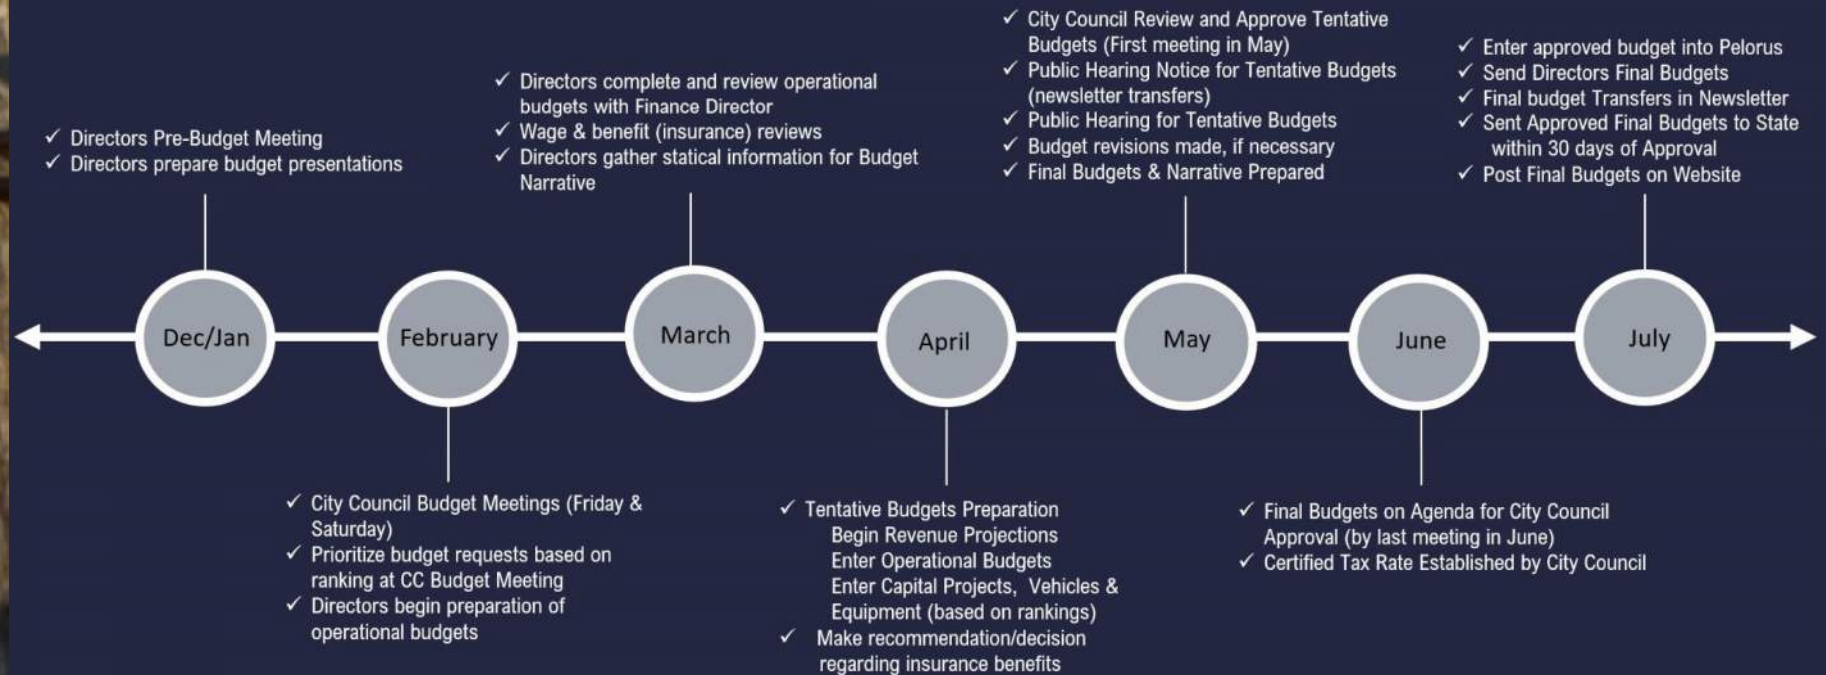 ✓ Directors Pre-Budget Meeting
✓ Directors prepare budget presentations
✓ Directors complete and review operational
budgets with Finance Director
✓ Wage & benefit (insurance) reviews
✓ Directors gather statical information for Budget
Narrative
✓ City Council Review and Approve Tentative
Budgets (First meeting in May)
✓ Public Hearing Notice for Tentative Budgets
(newsletter transfers)
✓ Public Hearing for Tentative Budgets
✓ Budget revisions made, if necessary
✓ Final Budgets & Narrative Prepared
✓ Enter approved budget into Pelorus
✓ Send Directors Final Budgets
✓ Final budget Transfers in Newsletter
✓ Sent Approved Final Budgets to State
within 30 days of Approval
✓ Post Final Budgets on Website
Dec/Jan
February
March
April
May
June
July
✓ City Council Budget Meetings (Friday &
Saturday)
✓ Prioritize budget requests based on
ranking at CC Budget Meeting
✓ Directors begin preparation of
operational budgets
✓ Tentative Budgets Preparation
Begin Revenue Projections
Enter Operational Budgets
Enter Capital Projects, Vehicles &
Equipment (based on rankings)
✓ Make recommendation/decision
regarding insurance benefits
✓ Final Budgets on Agenda for City Council
Approval (by last meeting in June)
✓ Certified Tax Rate Established by City Council